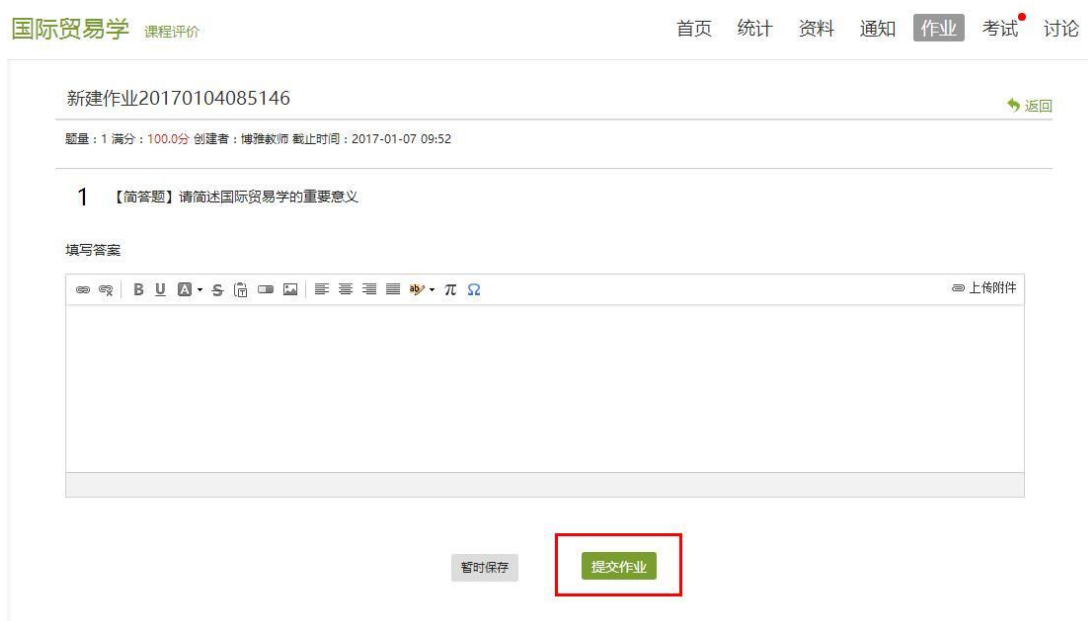 国际贸易学 课程评价 首页 统计 资料 通知 作业 考试 讨论
新建作业20170104085146 返回
题量：1 满分：100.0分 创建者：博雅教师 截止时间：2017-01-07 09:52
1 【简答题】请简述国际贸易学的重要意义
填写答案
B U A S ab π Ω 上传附件
暂时保存 提交作业